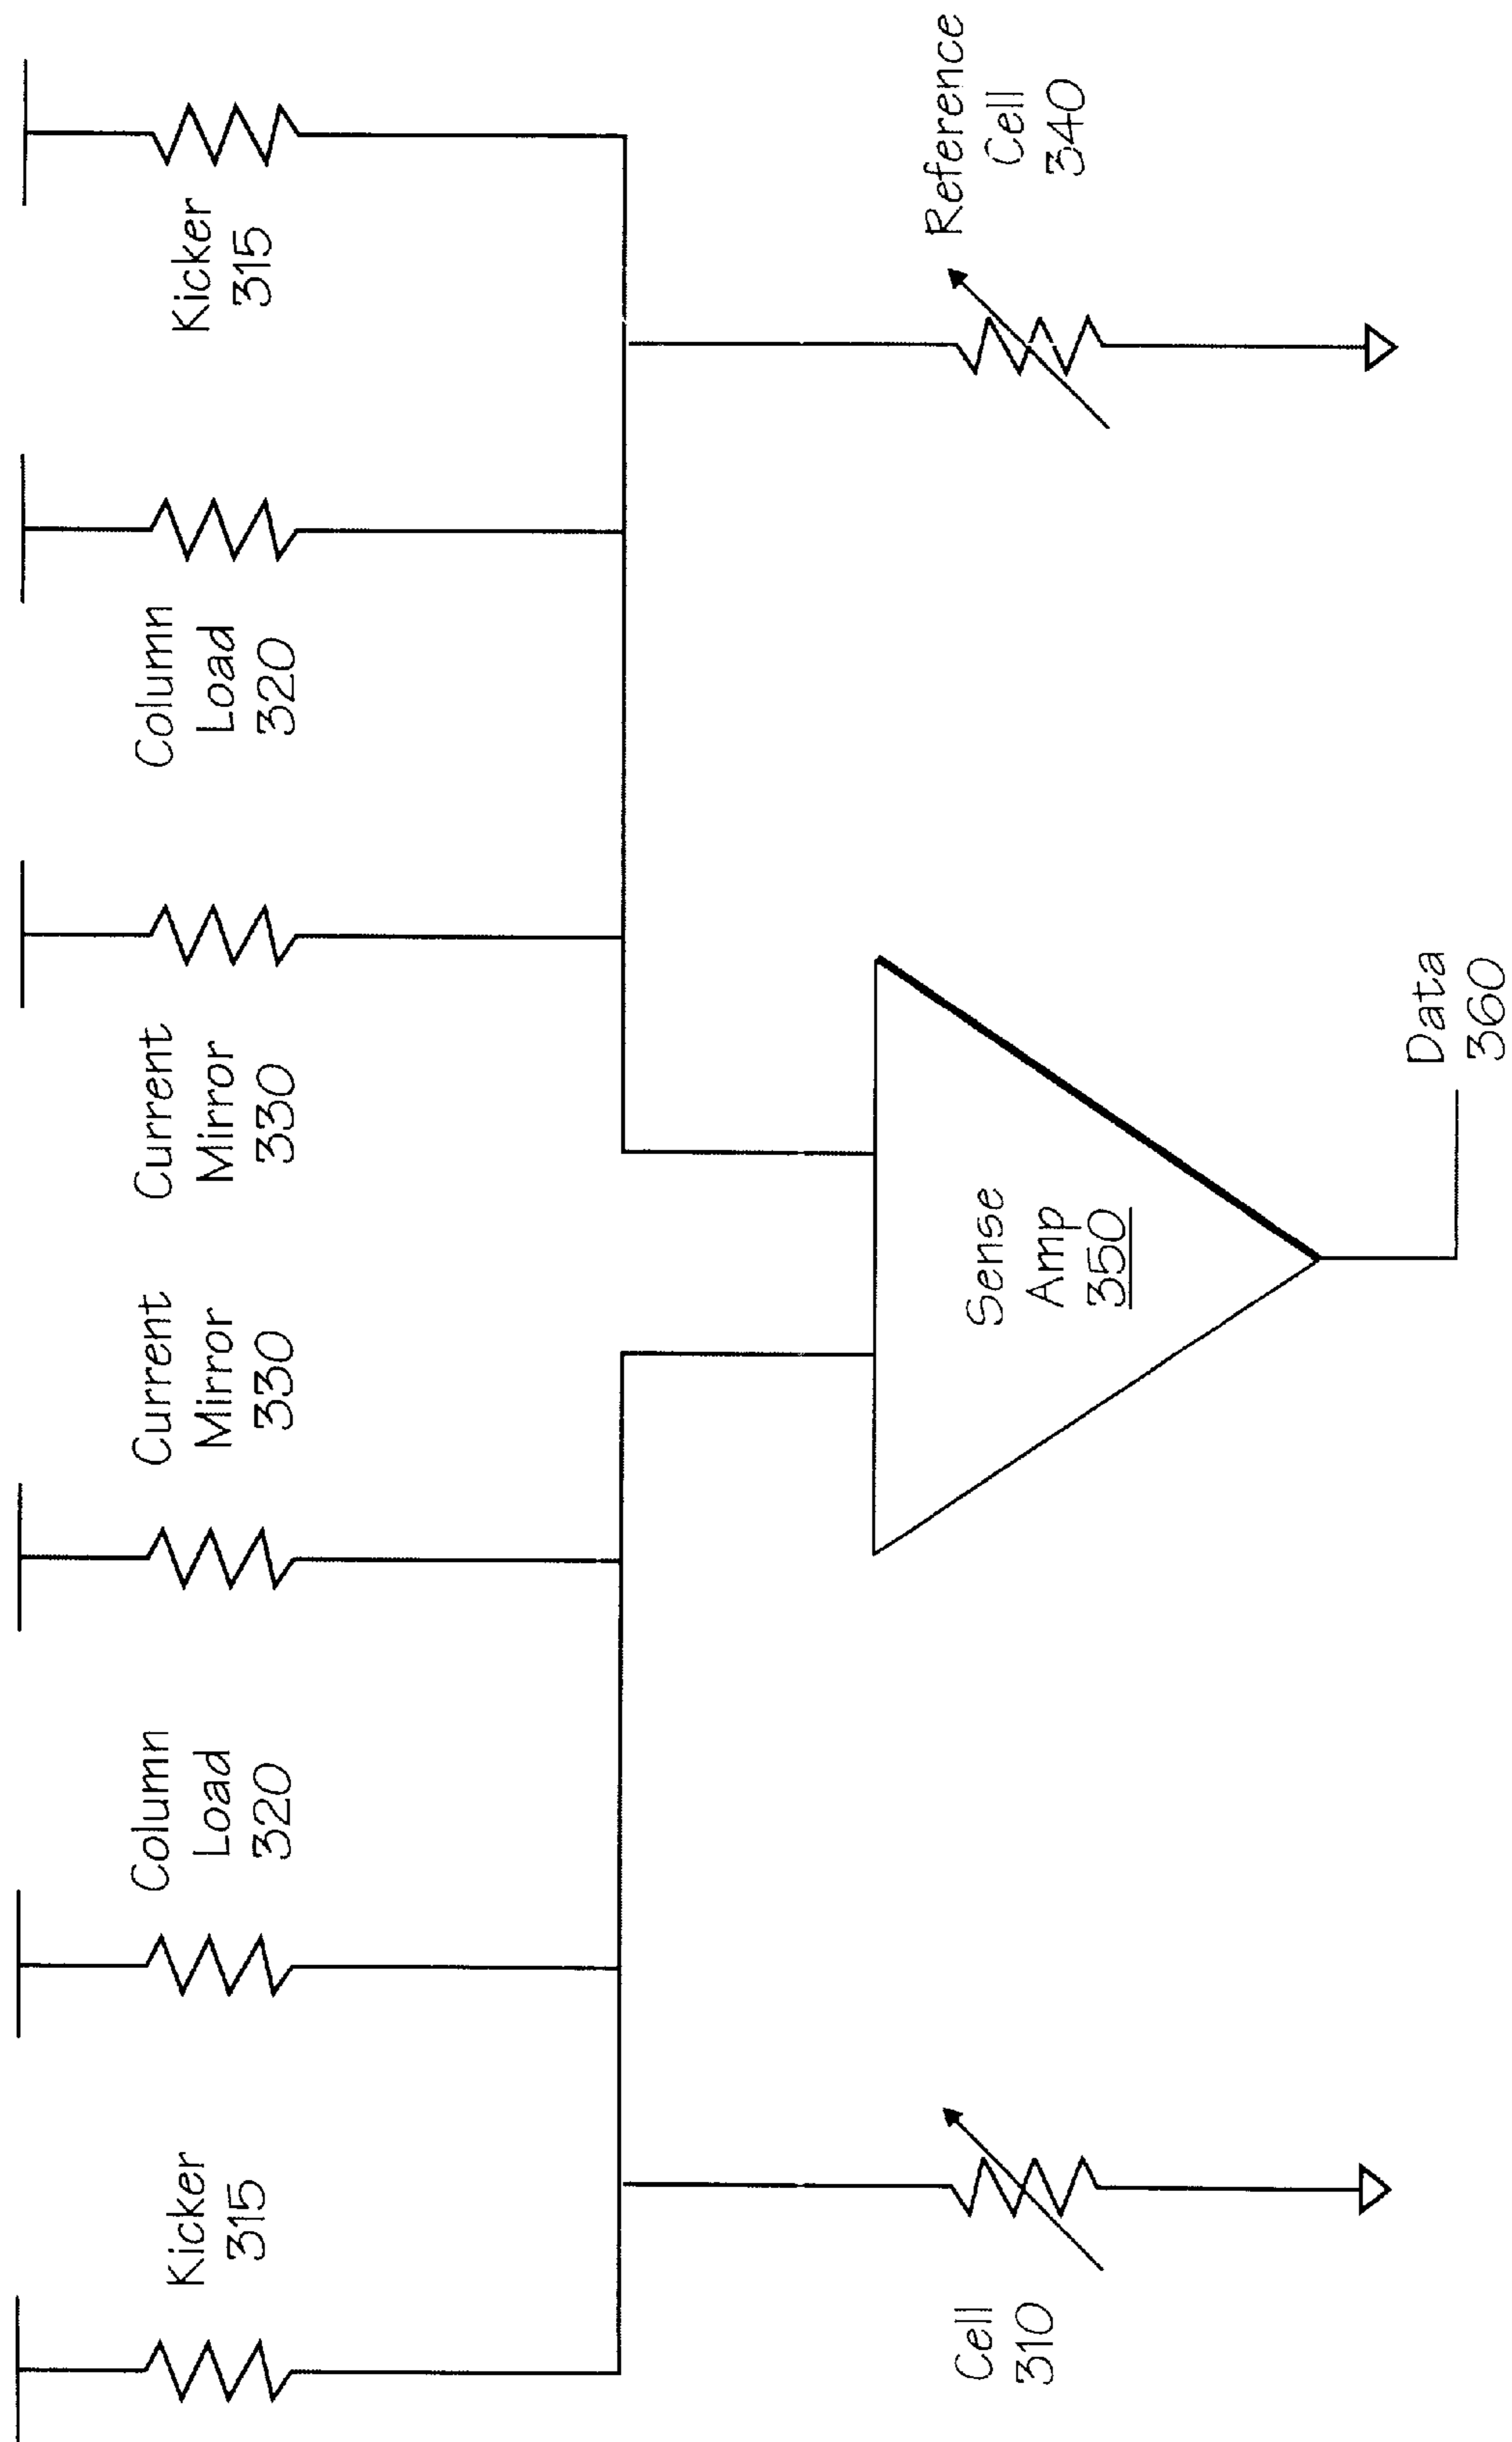 Kicker
315
Column
Load
320
Current
Mirror
330
Current
Mirror
330
Column
Load
320
Kicker
315
Cell
310
Sense
Amp
350
Reference
Cell
340
Data
360